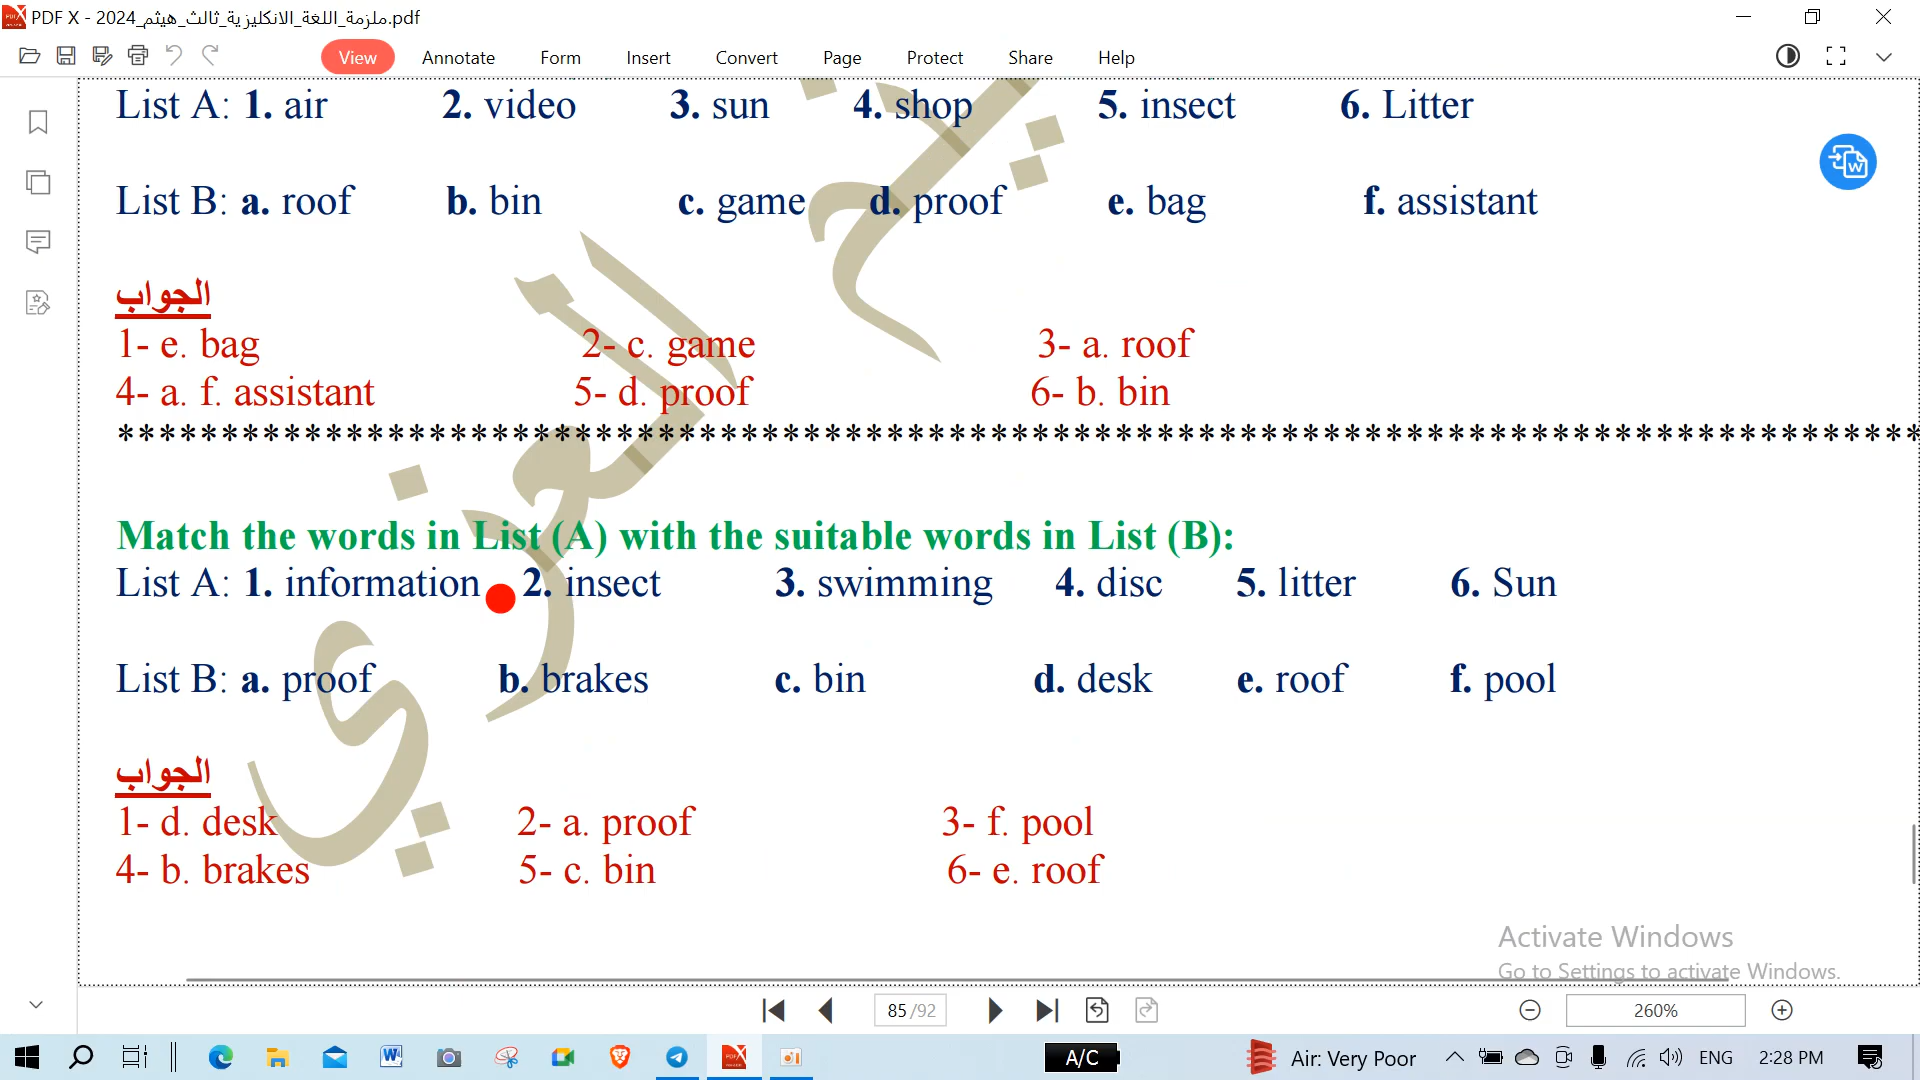 PDF X - 2024_ملزمة_اللغة_الانكليزية_ثالث_هيثم.pdf
View Annotate Form Insert Convert Page Protect Share Help
List A: 1. air 2. video 3. sun 4. shop 5. insect 6. Litter
List B: a. roof b. bin c. game d. proof e. bag f. assistant
الجواب
1- e. bag 2- c. game 3- a. roof
4- a. f. assistant 5- d. proof 6- b. bin
************************************************************************************
Match the words in List (A) with the suitable words in List (B):
List A: 1. information 2. insect 3. swimming 4. disc 5. litter 6. Sun
List B: a. proof b. brakes c. bin d. desk e. roof f. pool
الجواب
1- d. desk 2- a. proof 3- f. pool
4- b. brakes 5- c. bin 6- e. roof
العزي
Activate Windows
Go to Settings to activate Windows.
85/92 260%
A/C Air: Very Poor ENG 2:28 PM